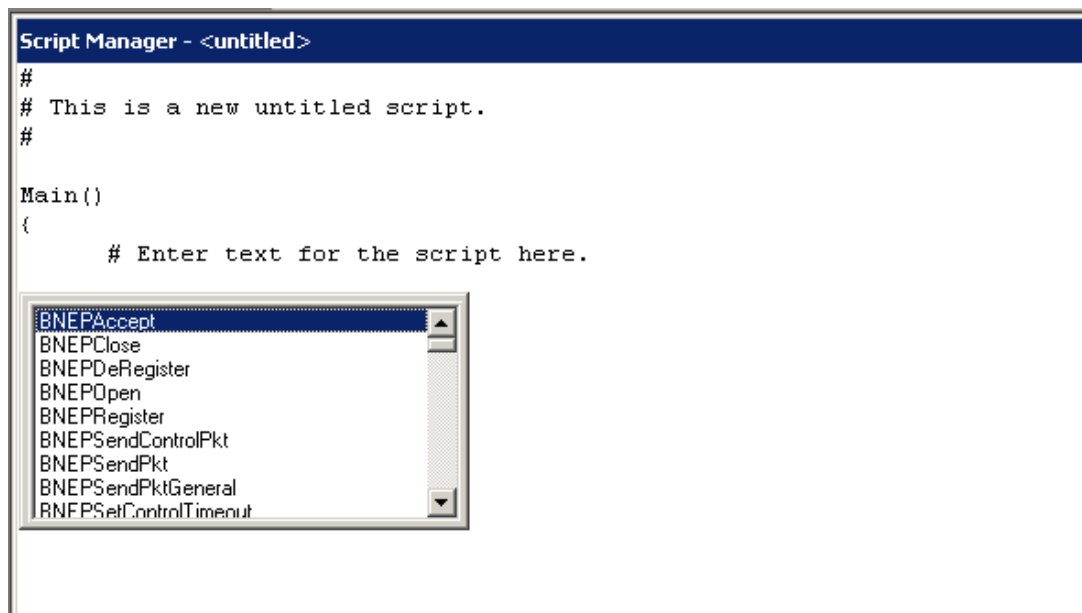 Script Manager - <untitled>
#
# This is a new untitled script.
#
Main()
{
# Enter text for the script here.
BNEPAccept
BNEPClose
BNEPDeRegister
BNEPOpen
BNEPRegister
BNEPSendControlPkt
BNEPSendPkt
BNEPSendPktGeneral
BNEPSetControlTimeout